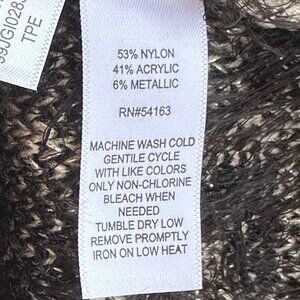 99JGI028
TPE
53% NYLON
41% ACRYLIC
6% METALLIC
RN#54163
MACHINE WASH COLD
GENTILE CYCLE
WITH LIKE COLORS
ONLY NON-CHLORINE
BLEACH WHEN
NEEDED
TUMBLE DRY LOW
REMOVE PROMPTLY
IRON ON LOW HEAT